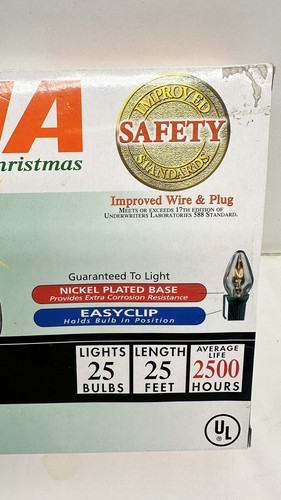 IMPROVED
SAFETY
STANDARDS
Christmas
Improved Wire & Plug
MEETS OR EXCEEDS 17TH EDITION OF
UNDERWRITERS LABORATORIES 588 STANDARD.
Guaranteed To Light
NICKEL PLATED BASE
Provides Extra Corrosion Resistance
EASYCLIP
Holds Bulb in Position
LIGHTS
25
BULBS
LENGTH
25
FEET
AVERAGE
LIFE
2500
HOURS
UL